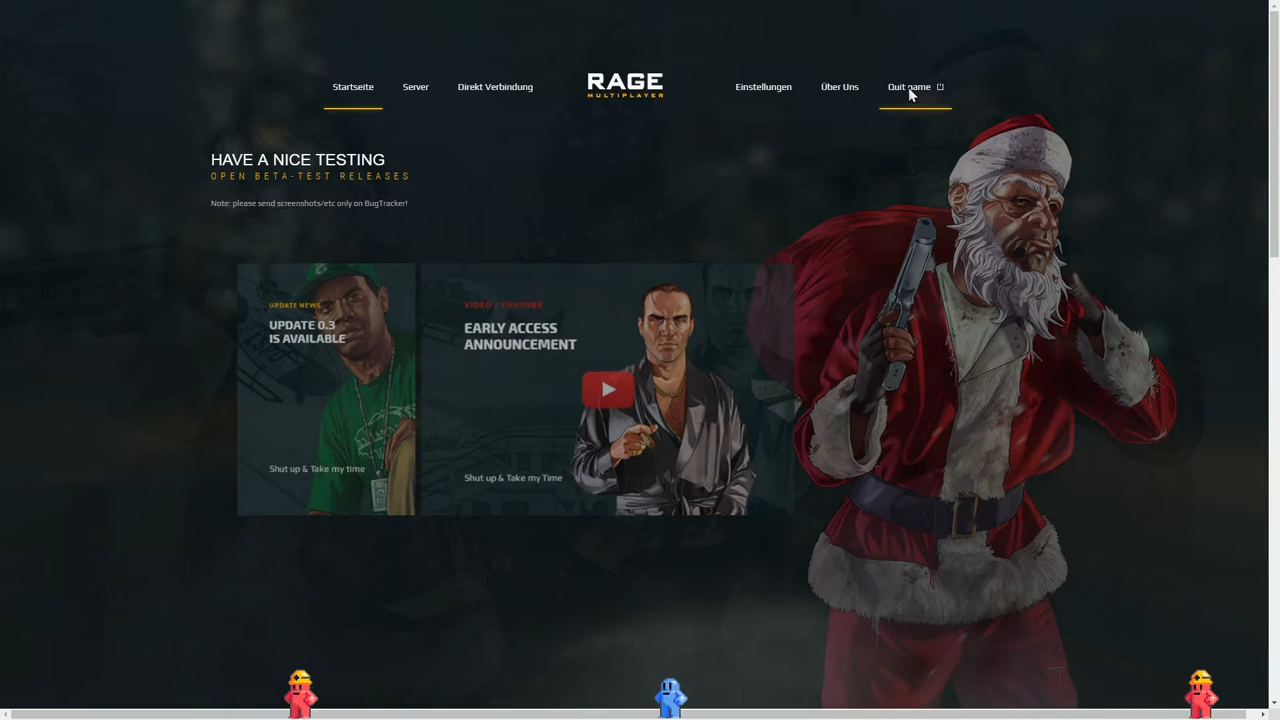 Startseite
Server
Direkt Verbindung
RAGE
MULTIPLAYER
Einstellungen
Über Uns
Quit game
HAVE A NICE TESTING
OPEN BETA-TEST RELEASES
Note: please send screenshots/etc only on BugTracker!
UPDATE NEWS
UPDATE 0.3
IS AVAILABLE
Shut up & Take my time
VIDEO / YOUTUBE
EARLY ACCESS
ANNOUNCEMENT
Shut up & Take my Time